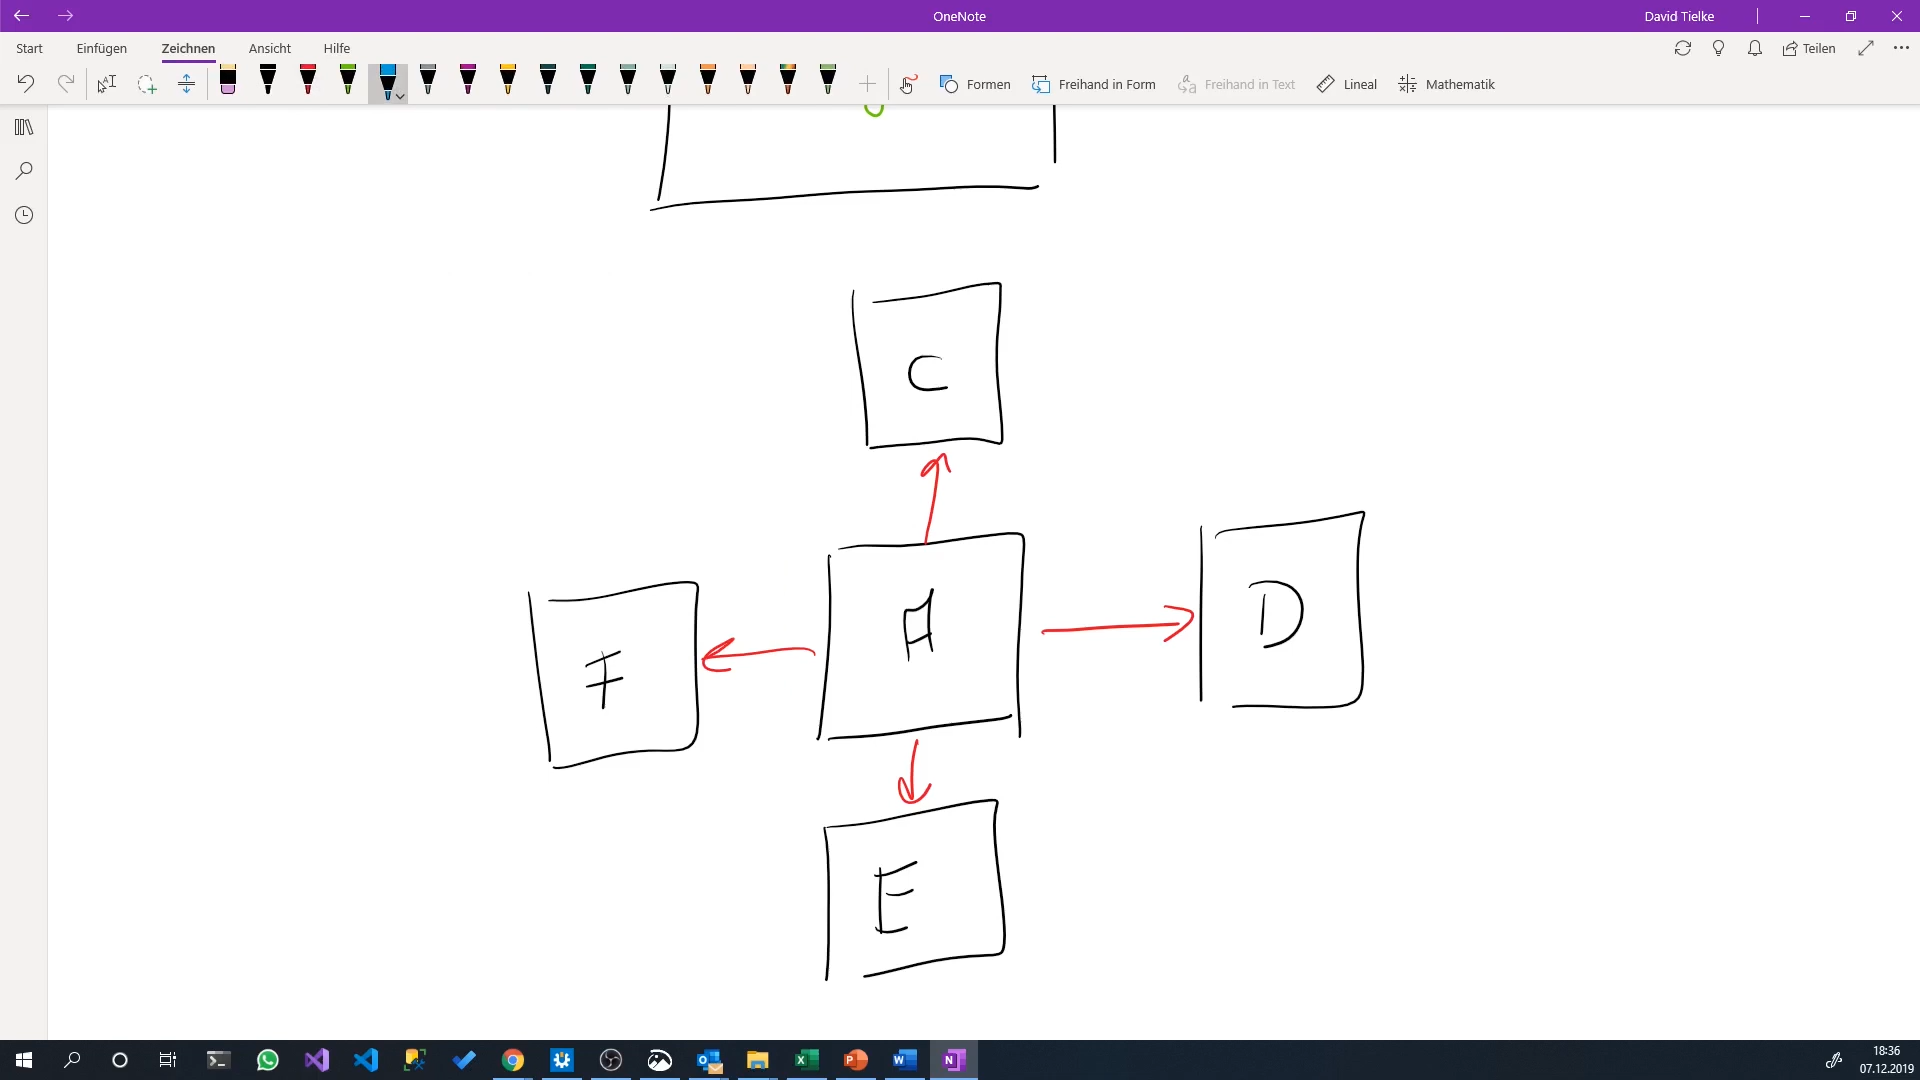 OneNote
David Tielke
Start Einfügen Zeichnen Ansicht Hilfe
Teilen
Formen Freihand in Form Freihand in Text Lineal Mathematik
C
A
D
F
E
18:36
07.12.2019